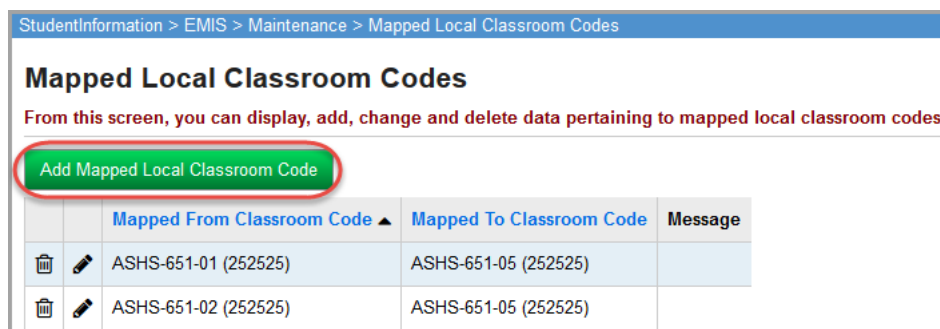 StudentInformation > EMIS > Maintenance > Mapped Local Classroom Codes
Mapped Local Classroom Codes
From this screen, you can display, add, change and delete data pertaining to mapped local classroom codes
Add Mapped Local Classroom Code
Mapped From Classroom Code ▲ Mapped To Classroom Code Message
ASHS-651-01 (252525) ASHS-651-05 (252525)
ASHS-651-02 (252525) ASHS-651-05 (252525)